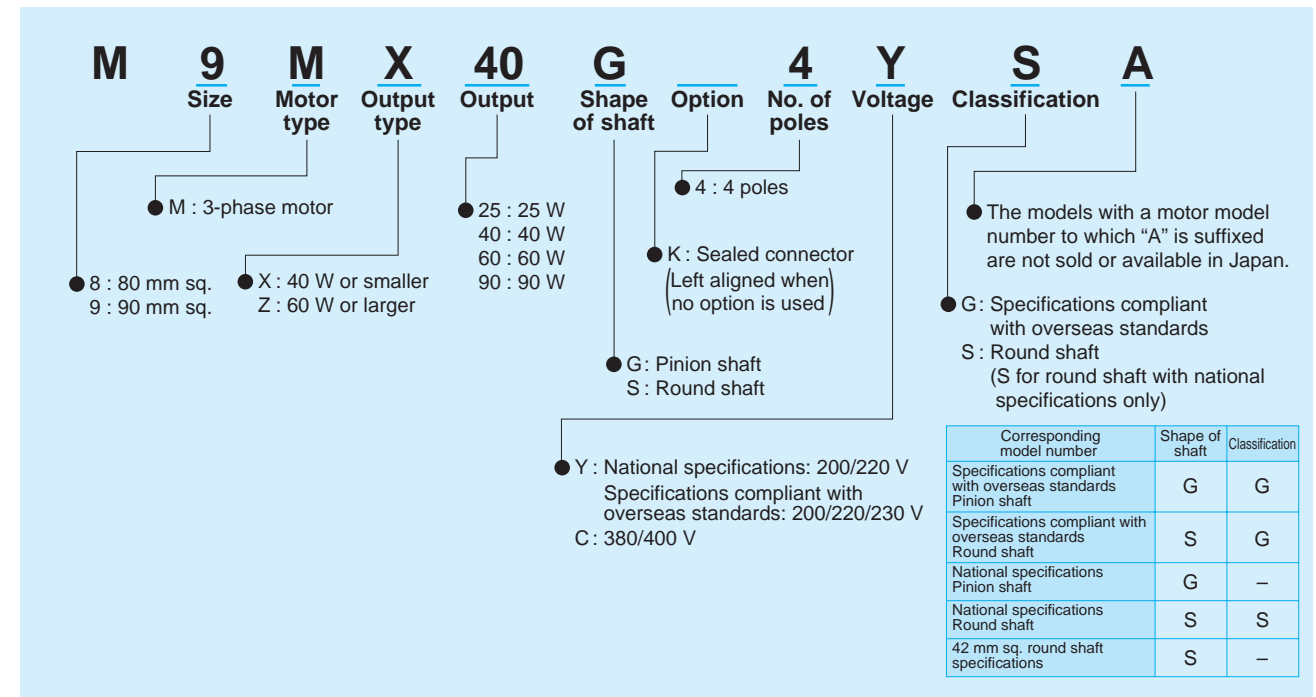 M 9 M X 40 G 4 Y S A
Size Motor type Output type Output Shape of shaft Option No. of poles Voltage Classification
8 : 80 mm sq.
9 : 90 mm sq.
M : 3-phase motor
X : 40 W or smaller
Z : 60 W or larger
25 : 25 W
40 : 40 W
60 : 60 W
90 : 90 W
G : Pinion shaft
S : Round shaft
K : Sealed connector
(Left aligned when
no option is used)
4 : 4 poles
Y : National specifications: 200/220 V
Specifications compliant with
overseas standards: 200/220/230 V
C : 380/400 V
The models with a motor model
number to which “A” is suffixed
are not sold or available in Japan.
G : Specifications compliant
with overseas standards
S : Round shaft
(S for round shaft with national
specifications only)
Corresponding model number Shape of shaft Classification
Specifications compliant
with overseas standards
Pinion shaft G G
Specifications compliant with
overseas standards
Round shaft S G
National specifications
Pinion shaft G –
National specifications
Round shaft S S
42 mm sq. round shaft
specifications S –